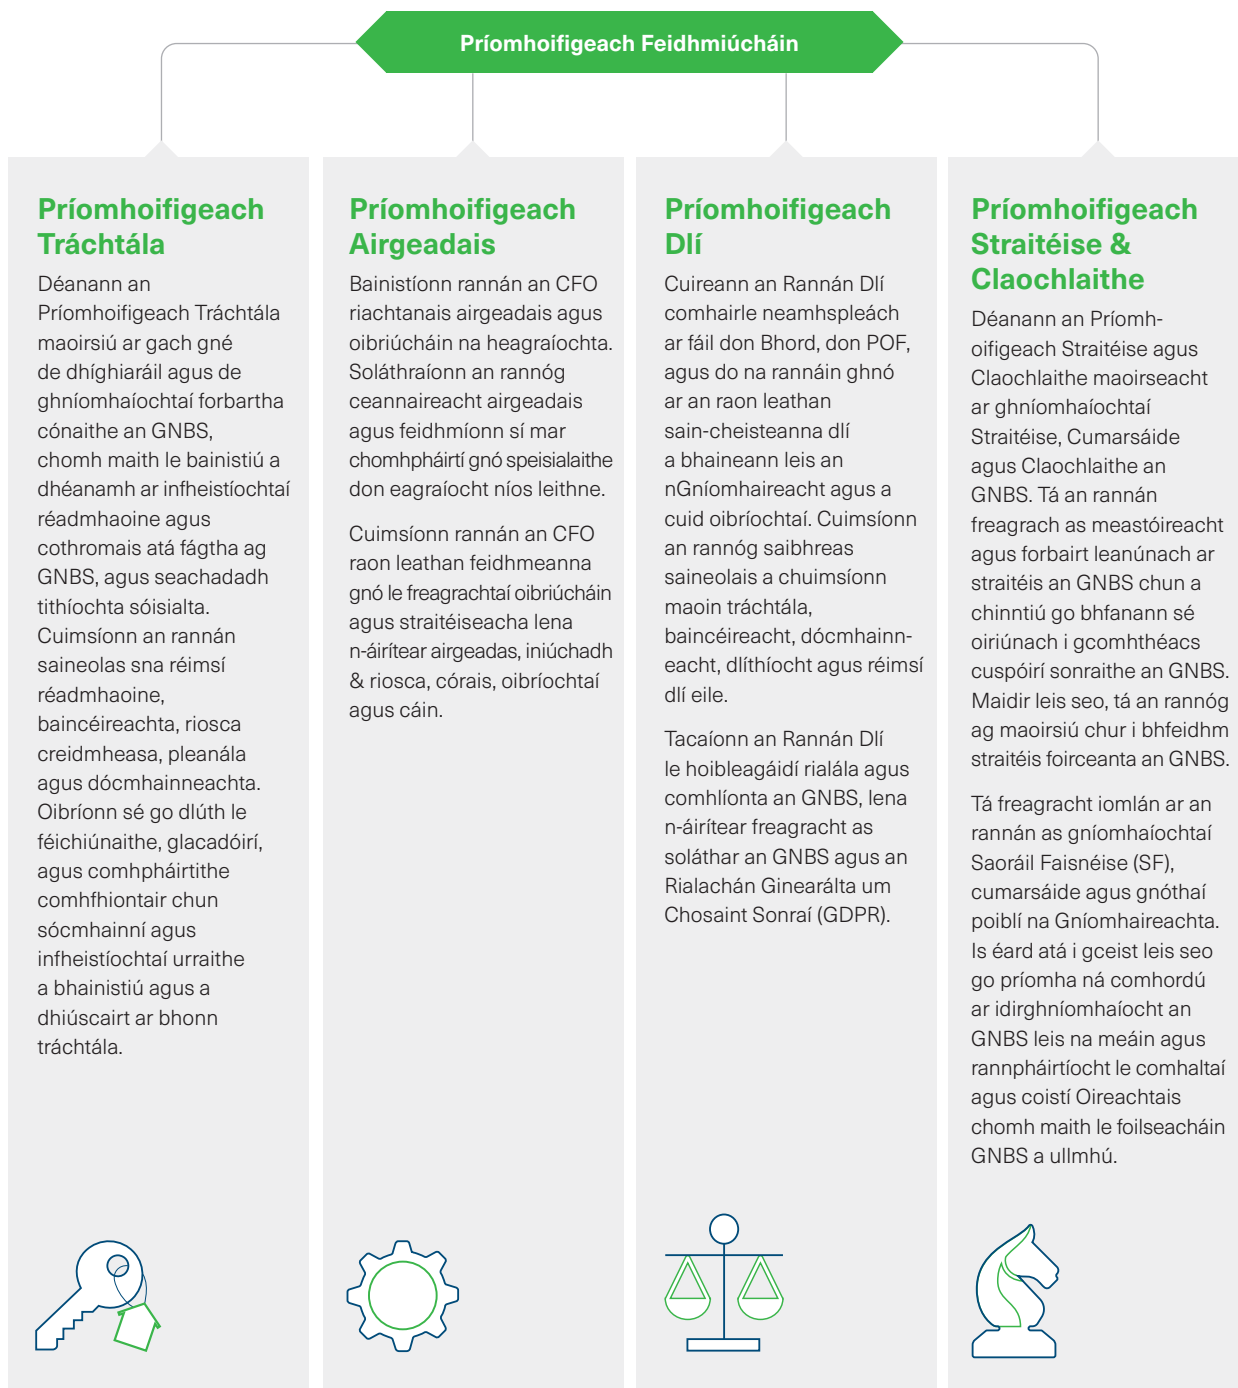 Príomhoifigeach Feidhmiúcháin
Príomhoifigeach
Tráchtála
Déanann an
Príomhoifigeach Tráchtála
maoirsiú ar gach gné
de dhíghiaráil agus de
ghníomhaíochtaí forbartha
cónaithe an GNBS,
chomh maith le bainistiú a
dhéanamh ar infheistíochtaí
réadmhaoine agus
cothromais atá fágtha ag
GNBS, agus seachadadh
tithíochta sóisialta.
Cuimsíonn an rannán
saineolas sna réimsí
réadmhaoine,
baincéireachta, riosca
creidmheasa, pleanála
agus dócmhainneachta.
Oibríonn sé go dlúth le
féichiúnaithe, glacadóirí,
agus comhpháirtithe
comhfhiontair chun
sócmhainní agus
infheistíochtaí urraithe
a bhainistiú agus a
dhiúscairt ar bhonn
tráchtála.
Príomhoifigeach
Airgeadais
Bainistíonn rannán an CFO
riachtanais airgeadais agus
oibriúcháin na heagraíochta.
Soláthraíonn an rannóg
ceannaireacht airgeadais
agus feidhmíonn sí mar
chomhpháirtí gnó speisialaithe
don eagraíocht níos leithne.
Cuimsíonn rannán an CFO
raon leathan feidhmeanna
gnó le freagrachtaí oibriúcháin
agus straitéiseacha lena
n-áirítear airgeadas, iniúchadh
& riosca, córais, oibríochtaí
agus cáin.
Príomhoifigeach
Dlí
Cuireann an Rannán Dlí
comhairle neamhspleách
ar fáil don Bhord, don POF,
agus do na rannáin ghnó
ar an raon leathan
sain-cheisteanna dlí
a bhaineann leis an
nGníomhaireacht agus a
cuid oibríochtaí. Cuimsíonn
an rannóg saibhreas
saineolais a chuimsíonn
maoin tráchtála,
baincéireacht, dócmhainn-
eacht, dlíthíocht agus réimsí
dlí eile.
Tacaíonn an Rannán Dlí
le hoibleagáidí rialála agus
comhlíonta an GNBS, lena
n-áirítear freagracht as
soláthar an GNBS agus an
Rialachán Ginearálta um
Chosaint Sonraí (GDPR).
Príomhoifigeach
Straitéise &
Claochlaithe
Déanann an Príomh-
oifigeach Straitéise agus
Claochlaithe maoirseacht
ar ghníomhaíochtaí
Straitéise, Cumarsáide
agus Claochlaithe an
GNBS. Tá an rannán
freagrach as meastóireacht
agus forbairt leanúnach ar
straitéis an GNBS chun a
chinntiú go bhfanann sé
oiriúnach i gcomhthéacs
cuspóirí sonraithe an GNBS.
Maidir leis seo, tá an rannóg
ag maoirsiú chur i bhfeidhm
straitéis foirceanta an GNBS.
Tá freagracht iomlán ar an
rannán as gníomhaíochtaí
Saoráil Faisnéise (SF),
cumarsáide agus gnóthaí
poiblí na Gníomhaireachta.
Is éard atá i gceist leis seo
go príomha ná comhordú
ar idirghníomhaíocht an
GNBS leis na meáin agus
rannpháirtíocht le comhaltaí
agus coistí Oireachtais
chomh maith le foilseacháin
GNBS a ullmhú.